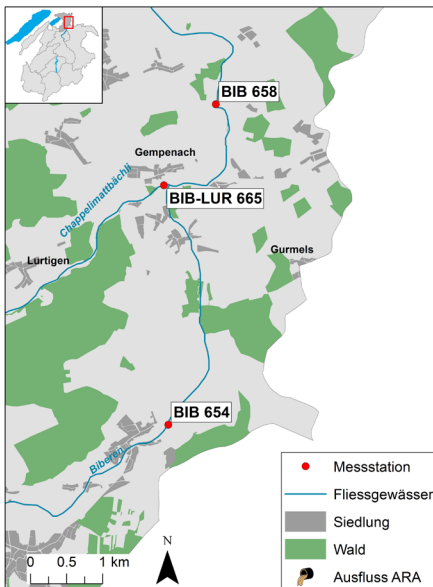 BIB 658
Gempenach
Chappelimattbächli
BIB-LUR 665
Gurmels
Lurtigen
BIB 654
Biberen
N
0 0.5 1 km
Messstation
Fliessgewässer
Siedlung
Wald
Ausfluss ARA